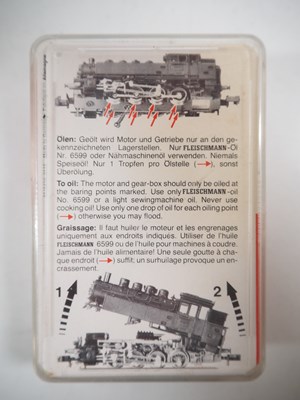 Allemagne
Ölen: Geölt wird Motor und Getriebe nur an den ge-
kennzeichneten Lagerstellen. Nur FLEISCHMANN-Öl
Nr. 6599 oder Nähmaschinenöl verwenden. Niemals
Speiseöl! Nur 1 Tropfen pro Ölstelle (→), sonst
Überölung.
To oil: The motor and gear-box should only be oiled at
the baring points marked. Use only FLEISCHMANN-oil
no. 6599 or a light sewingmachine oil. Never use
cooking oil! Use only one drop of oil for each oiling point
(→) otherwise you may flood.
Graissage: Il faut huiler le moteur et les engrenages
uniquement aux endroits indiqués. Utiliser de l'huile
FLEISCHMANN 6599 ou de l'huile pour machines à coudre.
Jamais de l'huile alimentaire! Une seule goutte à cha-
que endroit (→) suffit, un surhuilage provoque un en-
crassement.
1 2